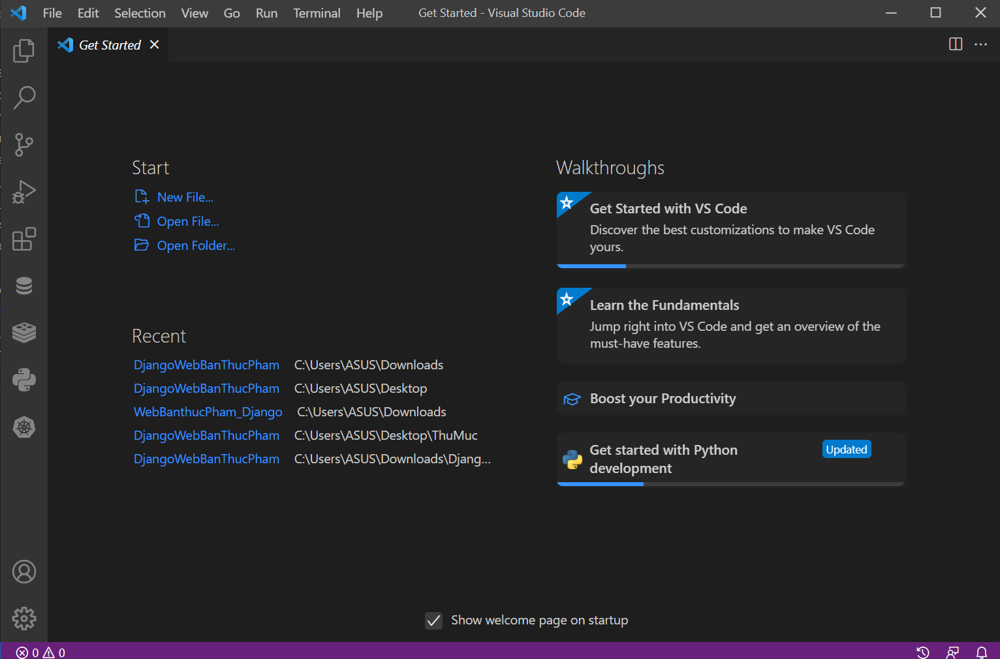 File Edit Selection View Go Run Terminal Help Get Started - Visual Studio Code
Get Started
Start
New File...
Open File...
Open Folder...
Recent
DjangoWebBanThucPham C:\Users\ASUS\Downloads
DjangoWebBanThucPham C:\Users\ASUS\Desktop
WebBanthucPham_Django C:\Users\ASUS\Downloads
DjangoWebBanThucPham C:\Users\ASUS\Desktop\ThuMuc
DjangoWebBanThucPham C:\Users\ASUS\Downloads\Djang...
Walkthroughs
Get Started with VS Code
Discover the best customizations to make VS Code
yours.
Learn the Fundamentals
Jump right into VS Code and get an overview of the
must-have features.
Boost your Productivity
Get started with Python Updated
development
Show welcome page on startup
0 0